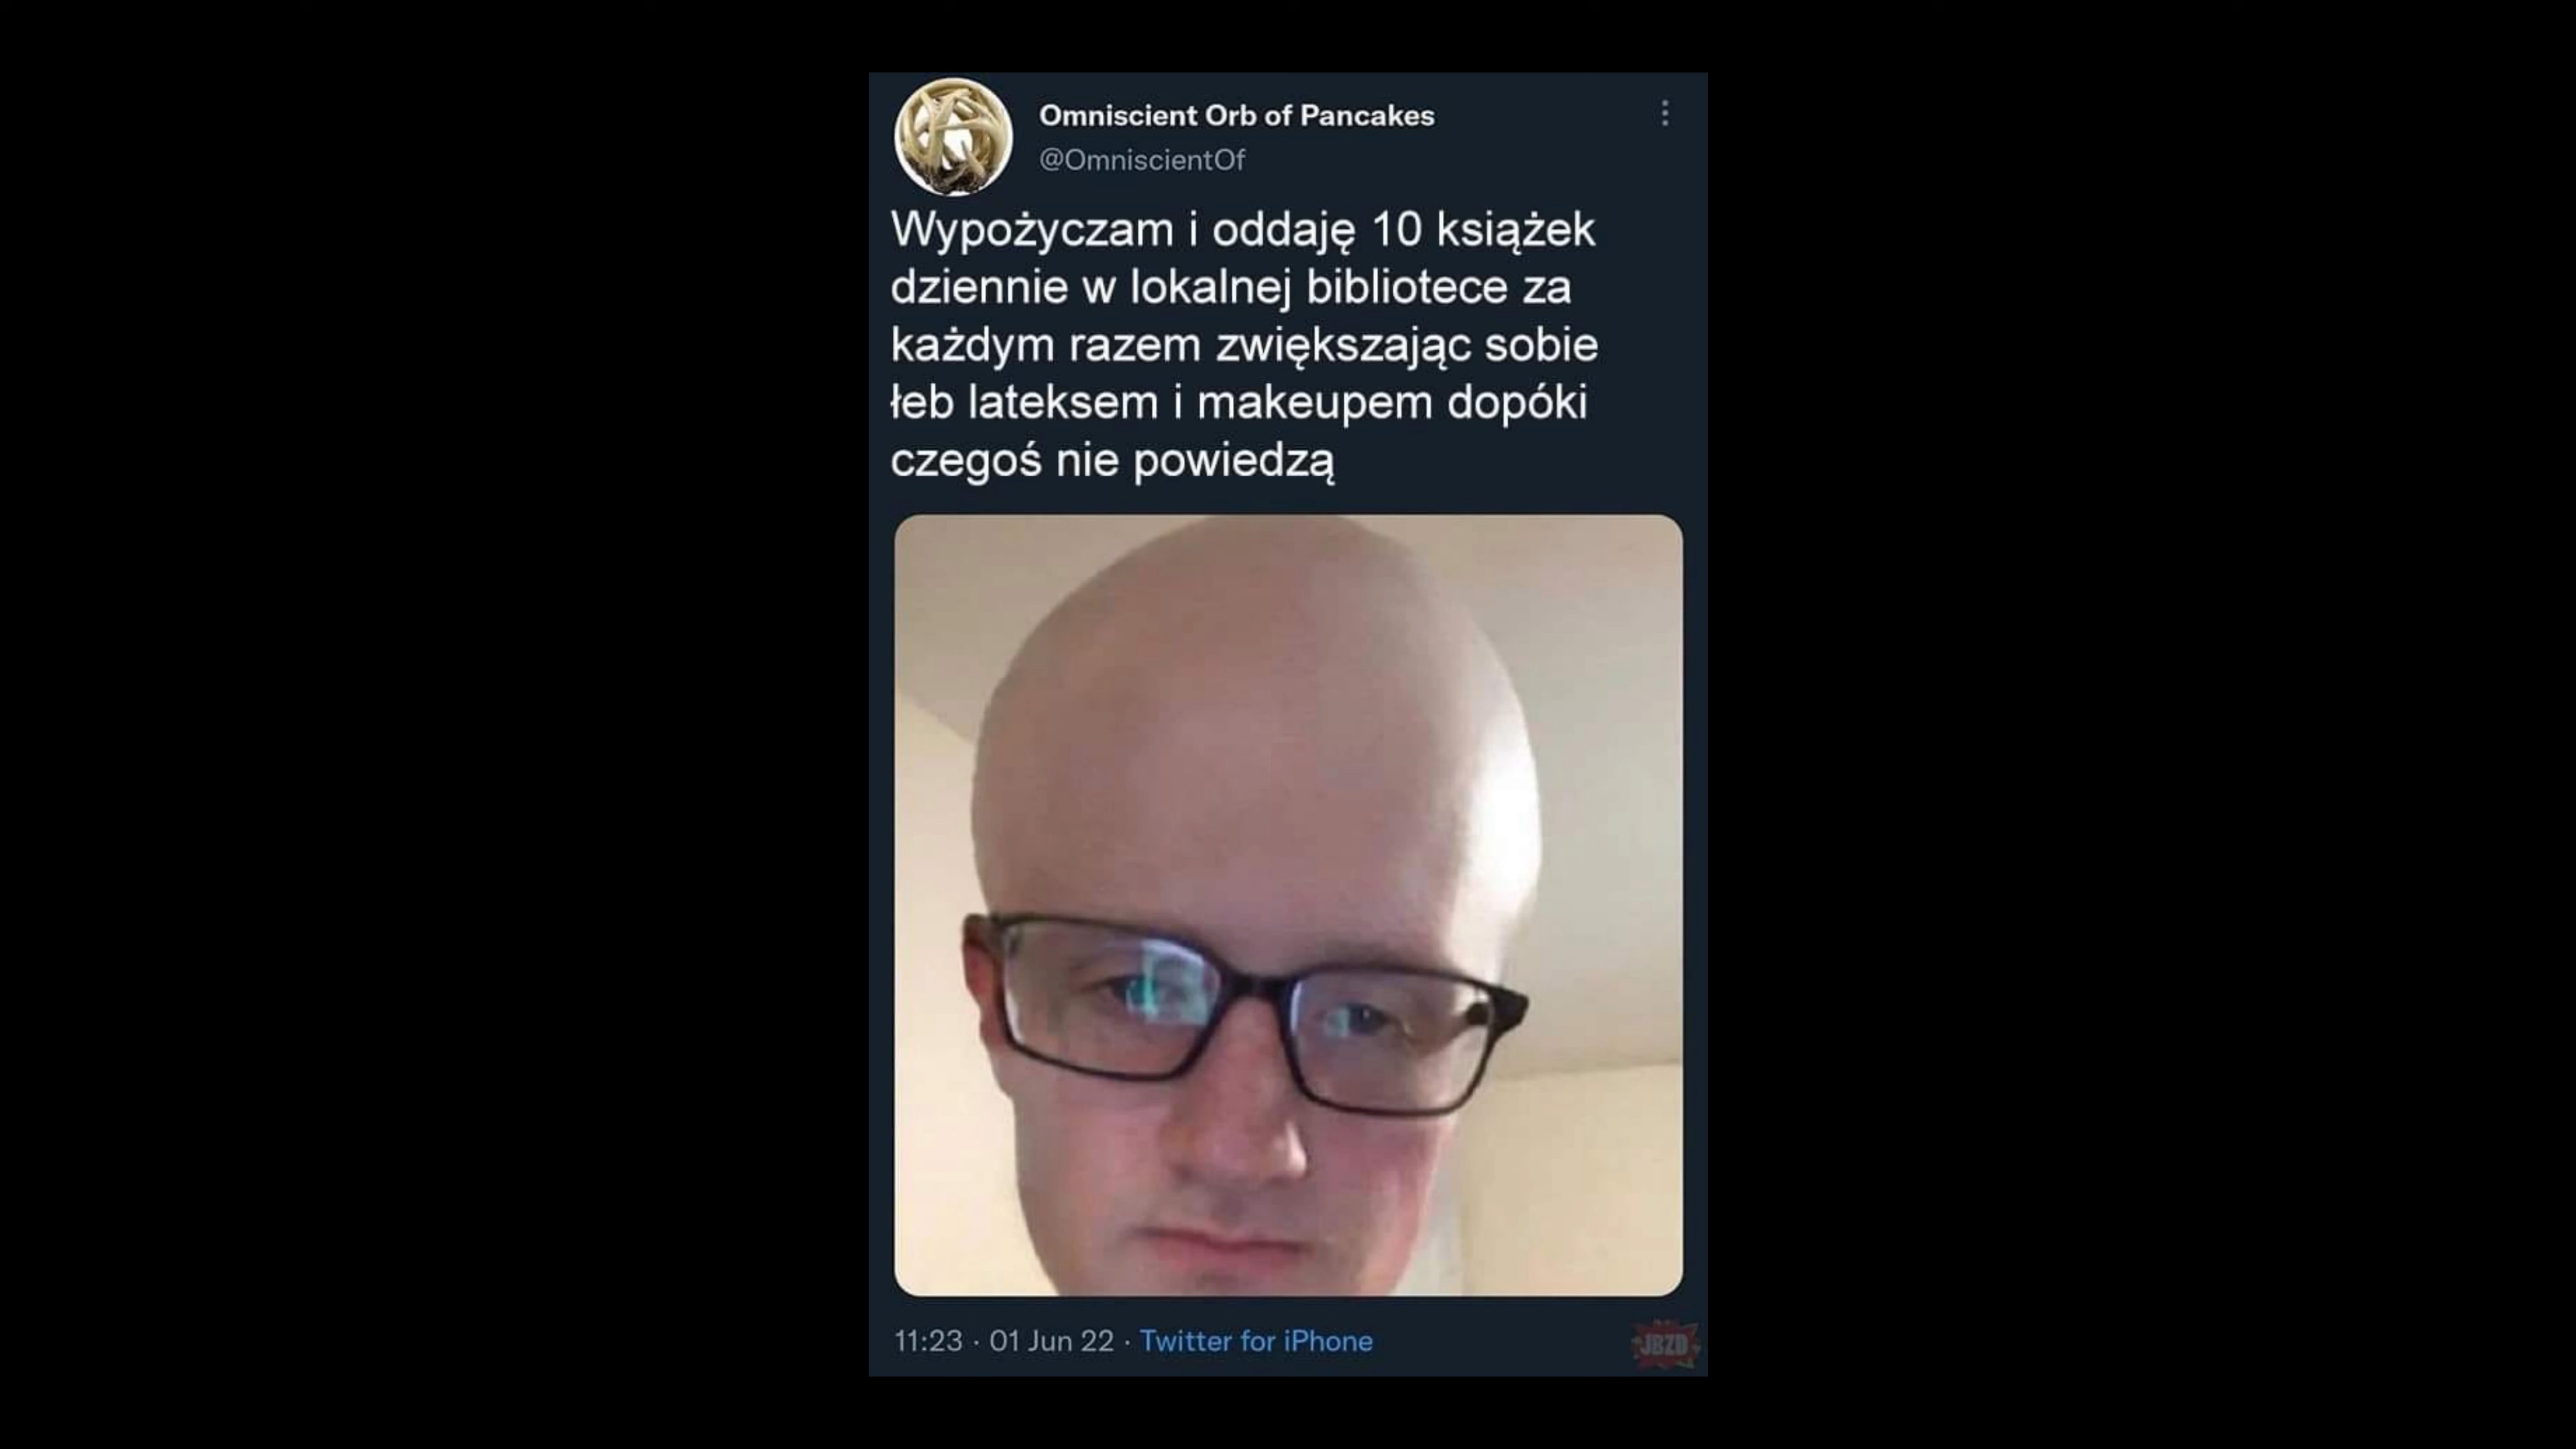 Omniscient Orb of Pancakes
@OmniscientOf
Wypożyczam i oddaję 10 książek
dziennie w lokalnej bibliotece za
każdym razem zwiększając sobie
łeb lateksem i makeupem dopóki
czegoś nie powiedzą
11:23 · 01 Jun 22 · Twitter for iPhone
JBZD